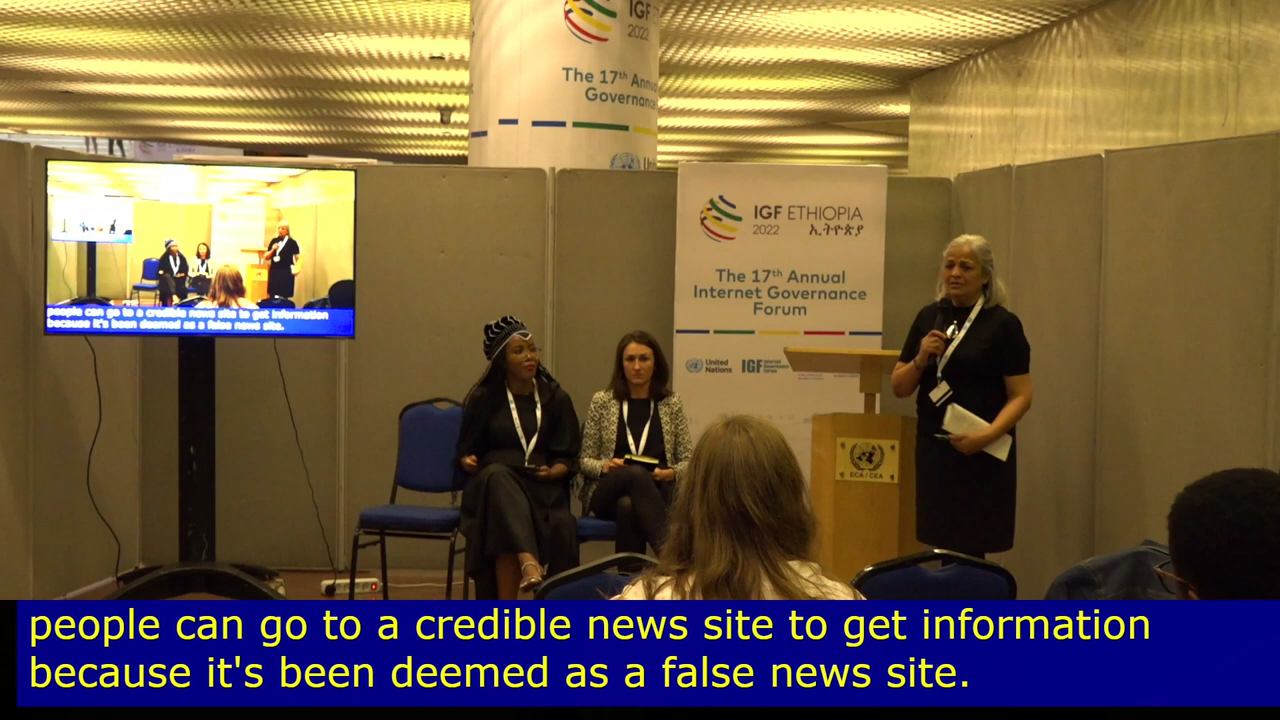 IGF
2022
The 17th Annual
Governance
IGF ETHIOPIA
2022 ኢትዮጵያ
The 17th Annual
Internet Governance
Forum
United
Nations
IGF
Internet
Governance
Forum
ECA / CEA
people can go to a credible news site to get information
because it's been deemed as a false news site.
people can go to a credible news site to get information
because it's been deemed as a false news site.